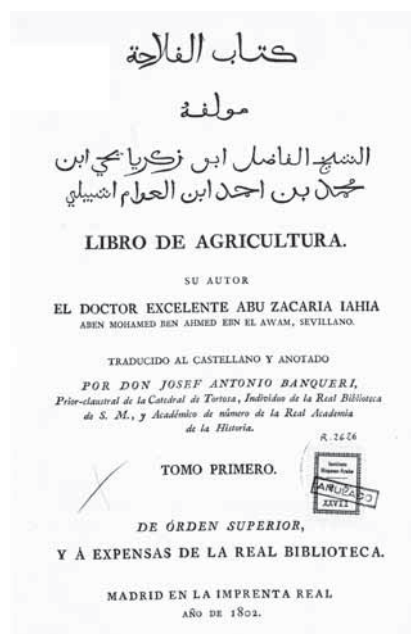 كتاب الفلاحة
مولفه
الشيخ الفاضل ابو زكريا يحي ابن
محمد بن احمد ابن العوام اشبيلي
LIBRO DE AGRICULTURA.
SU AUTOR
EL DOCTOR EXCELENTE ABU ZACARIA IAHIA
ABEN MOHAMED BEN AHMED EBN EL AWAM, SEVILLANO.
TRADUCIDO AL CASTELLANO Y ANOTADO
POR DON JOSEF ANTONIO BANQUERI,
Prior-claustral de la Catedral de Tortosa, Individuo de la Real Biblioteca
de S. M., y Académico de número de la Real Academia
de la Historia.
R. 2626
TOMO PRIMERO.
XXVII
DE ÓRDEN SUPERIOR,
Y Á EXPENSAS DE LA REAL BIBLIOTECA.
MADRID EN LA IMPRENTA REAL
AÑO DE 1802.